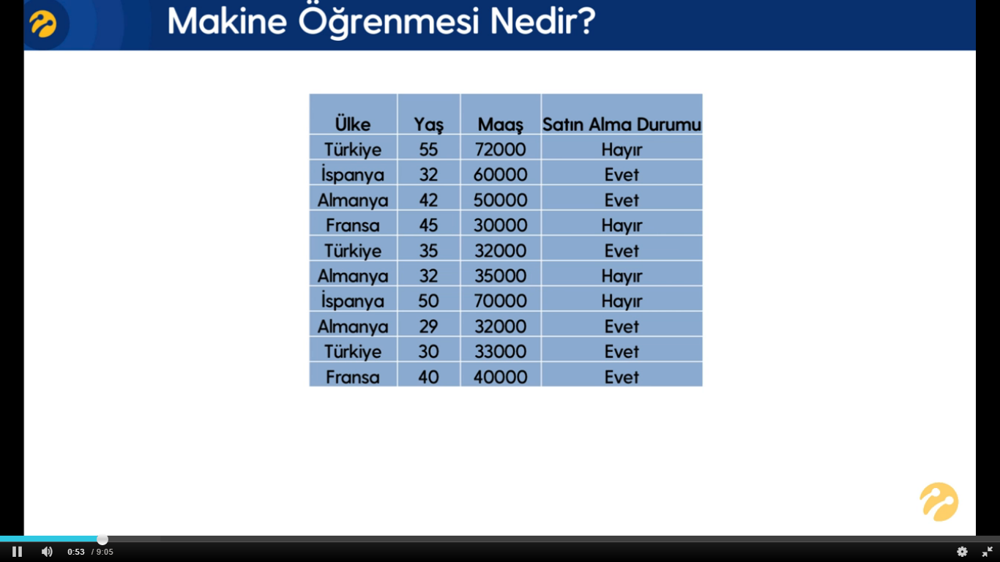 Makine Öğrenmesi Nedir?
Ülke Yaş Maaş Satın Alma Durumu
Türkiye 55 72000 Hayır
İspanya 32 60000 Evet
Almanya 42 50000 Evet
Fransa 45 30000 Hayır
Türkiye 35 32000 Evet
Almanya 32 35000 Hayır
İspanya 50 70000 Hayır
Almanya 29 32000 Evet
Türkiye 30 33000 Evet
Fransa 40 40000 Evet
0:53 / 9:05